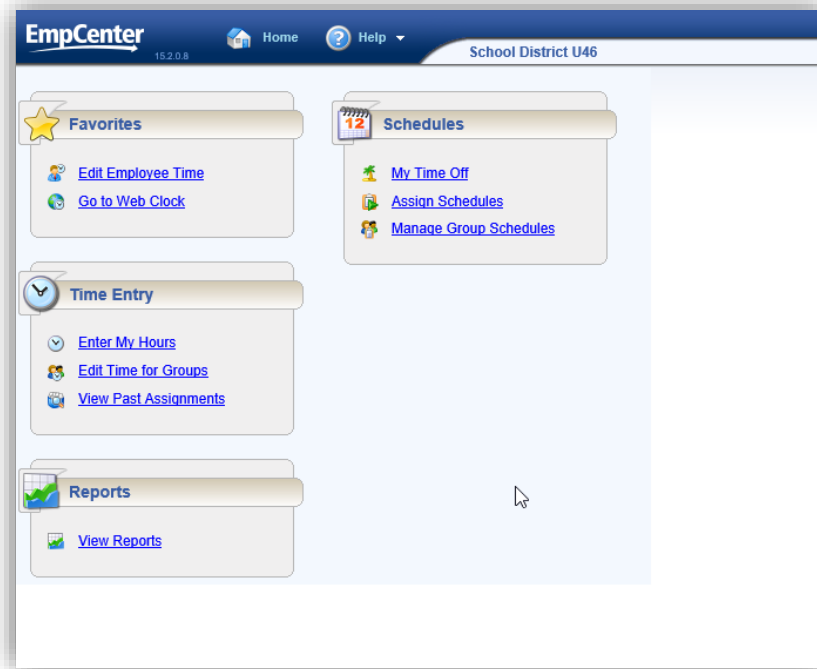 EmpCenter
15.2.0.8
Home
Help
School District U46
Favorites
Edit Employee Time
Go to Web Clock
12
Schedules
My Time Off
Assign Schedules
Manage Group Schedules
Time Entry
Enter My Hours
Edit Time for Groups
View Past Assignments
Reports
View Reports